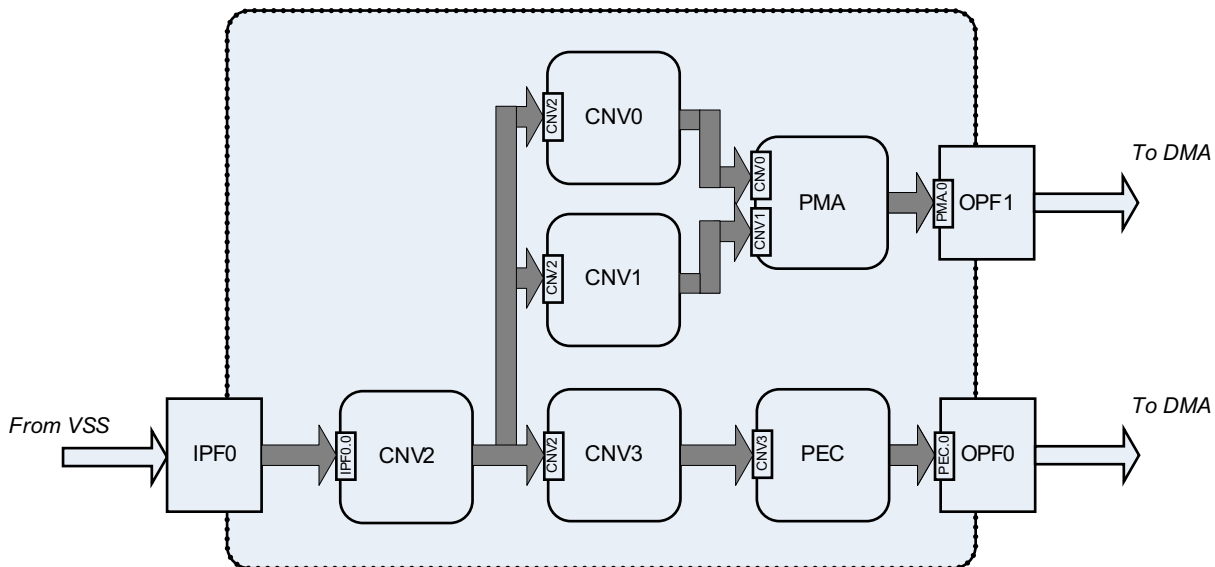 CNV2
CNV0
To DMA
CNV0
PMA
PMA.0
OPF1
CNV1
CNV2
CNV1
To DMA
From VSS
IPF0
IPF0.0
CNV2
CNV2
CNV3
CNV3
PEC
PEC.0
OPF0